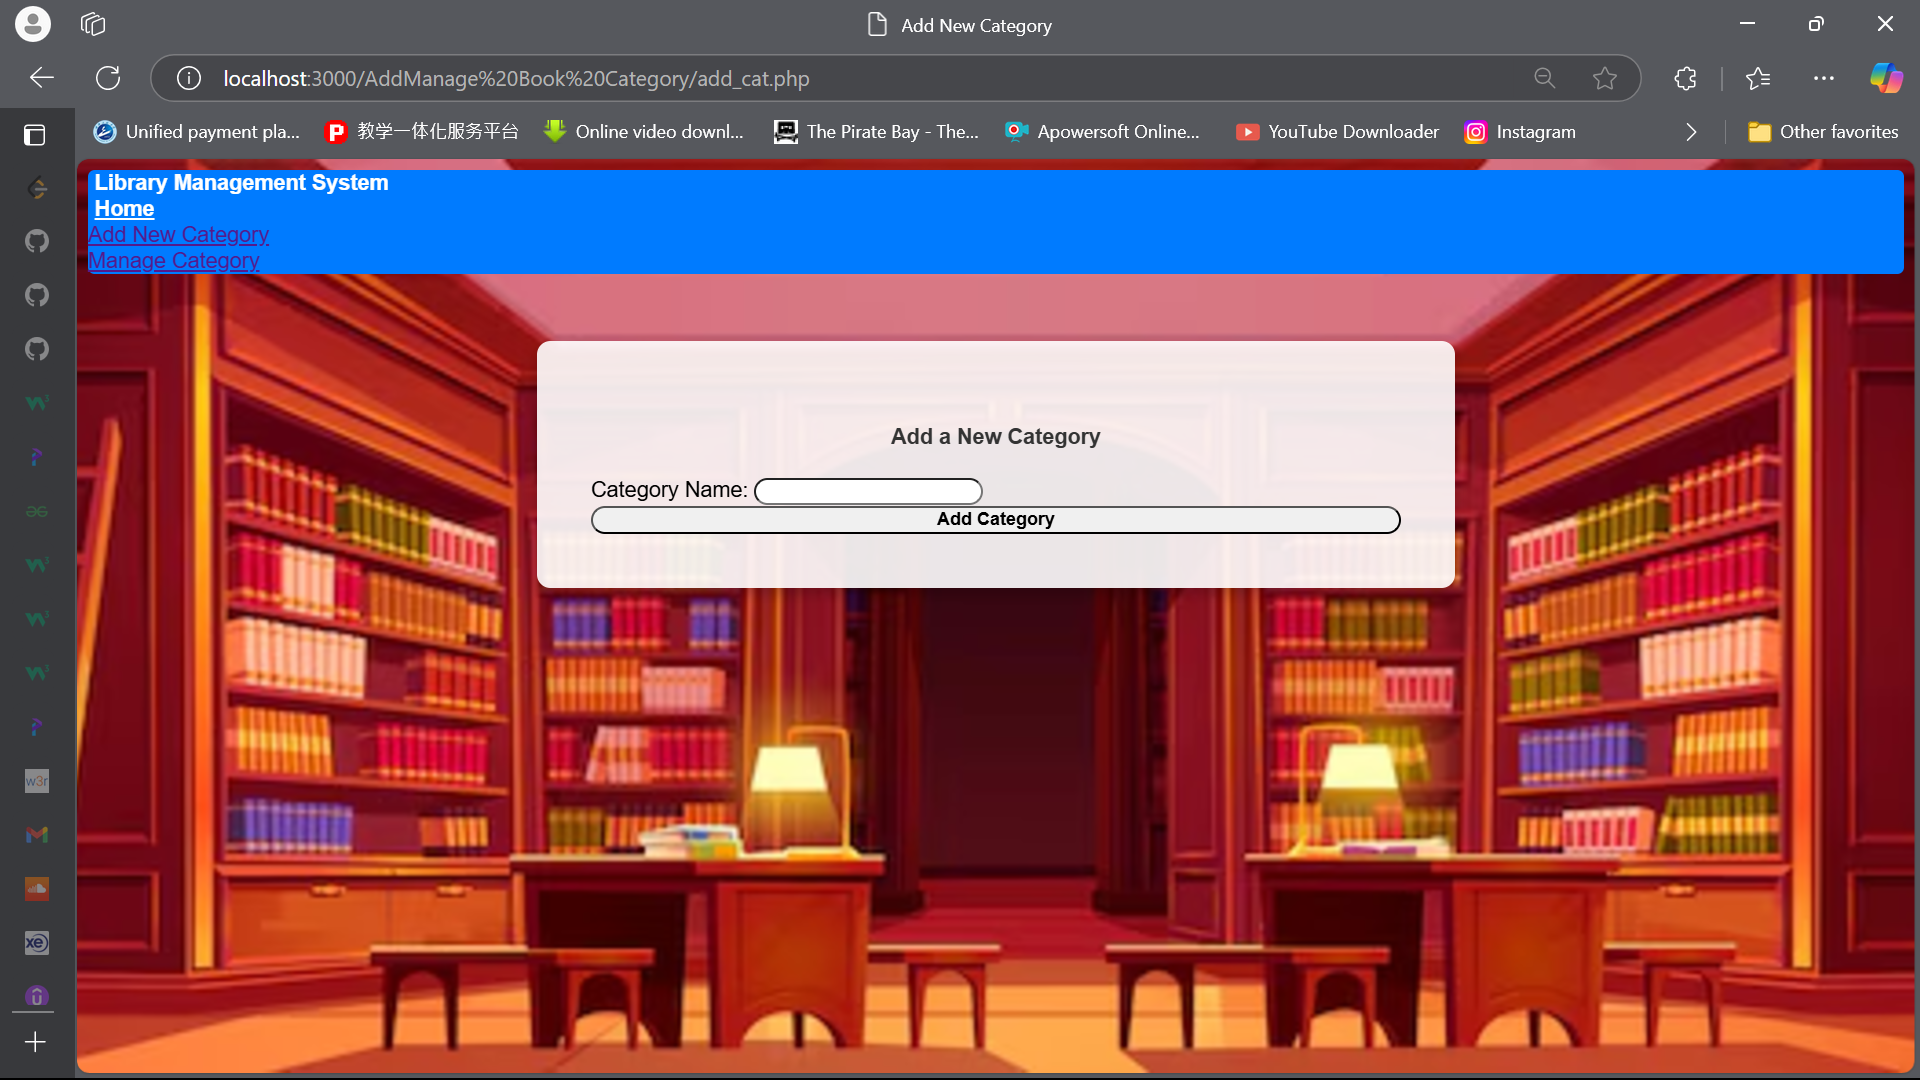 Add New Category
localhost:3000/AddManage%20Book%20Category/add_cat.php
Unified payment pla...
教学一体化服务平台
Online video downl...
The Pirate Bay - The...
Apowersoft Online...
YouTube Downloader
Instagram
Other favorites
Library Management System
Home
Add New Category
Manage Category
Add a New Category
Category Name:
Add Category
w3r
xe